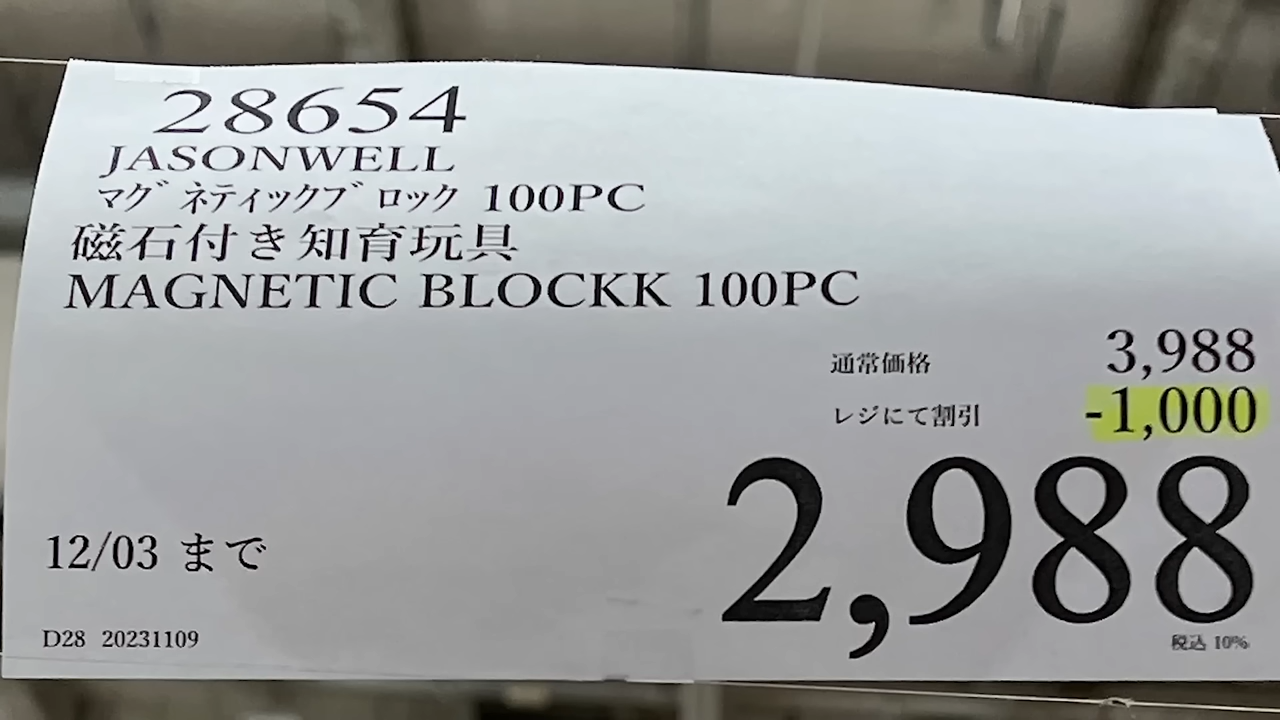 28654
JASONWELL
マグネティックブロック 100PC
磁石付き知育玩具
MAGNETIC BLOCKK 100PC
通常価格 3,988
レジにて割引 -1,000
2,988
12/03 まで
税込 10%
D28 20231109